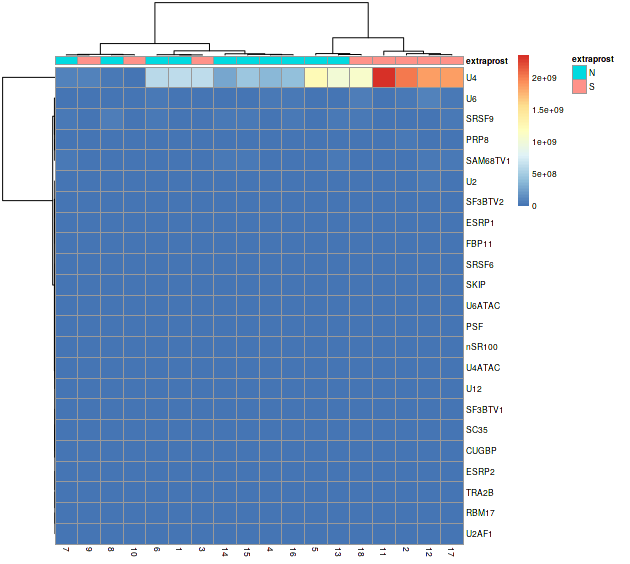 extraprost
extraprost
N
S
2e+09
1.5e+09
1e+09
5e+08
0
U4
U6
SRSF9
PRP8
SAM68TV1
U2
SF3BTV2
ESRP1
FBP11
SRSF6
SKIP
U6ATAC
PSF
nSR100
U4ATAC
U12
SF3BTV1
SC35
CUGBP
ESRP2
TRA2B
RBM17
U2AF1
7 9 8 10 6 1 3 14 15 4 16 5 13 18 11 2 12 17